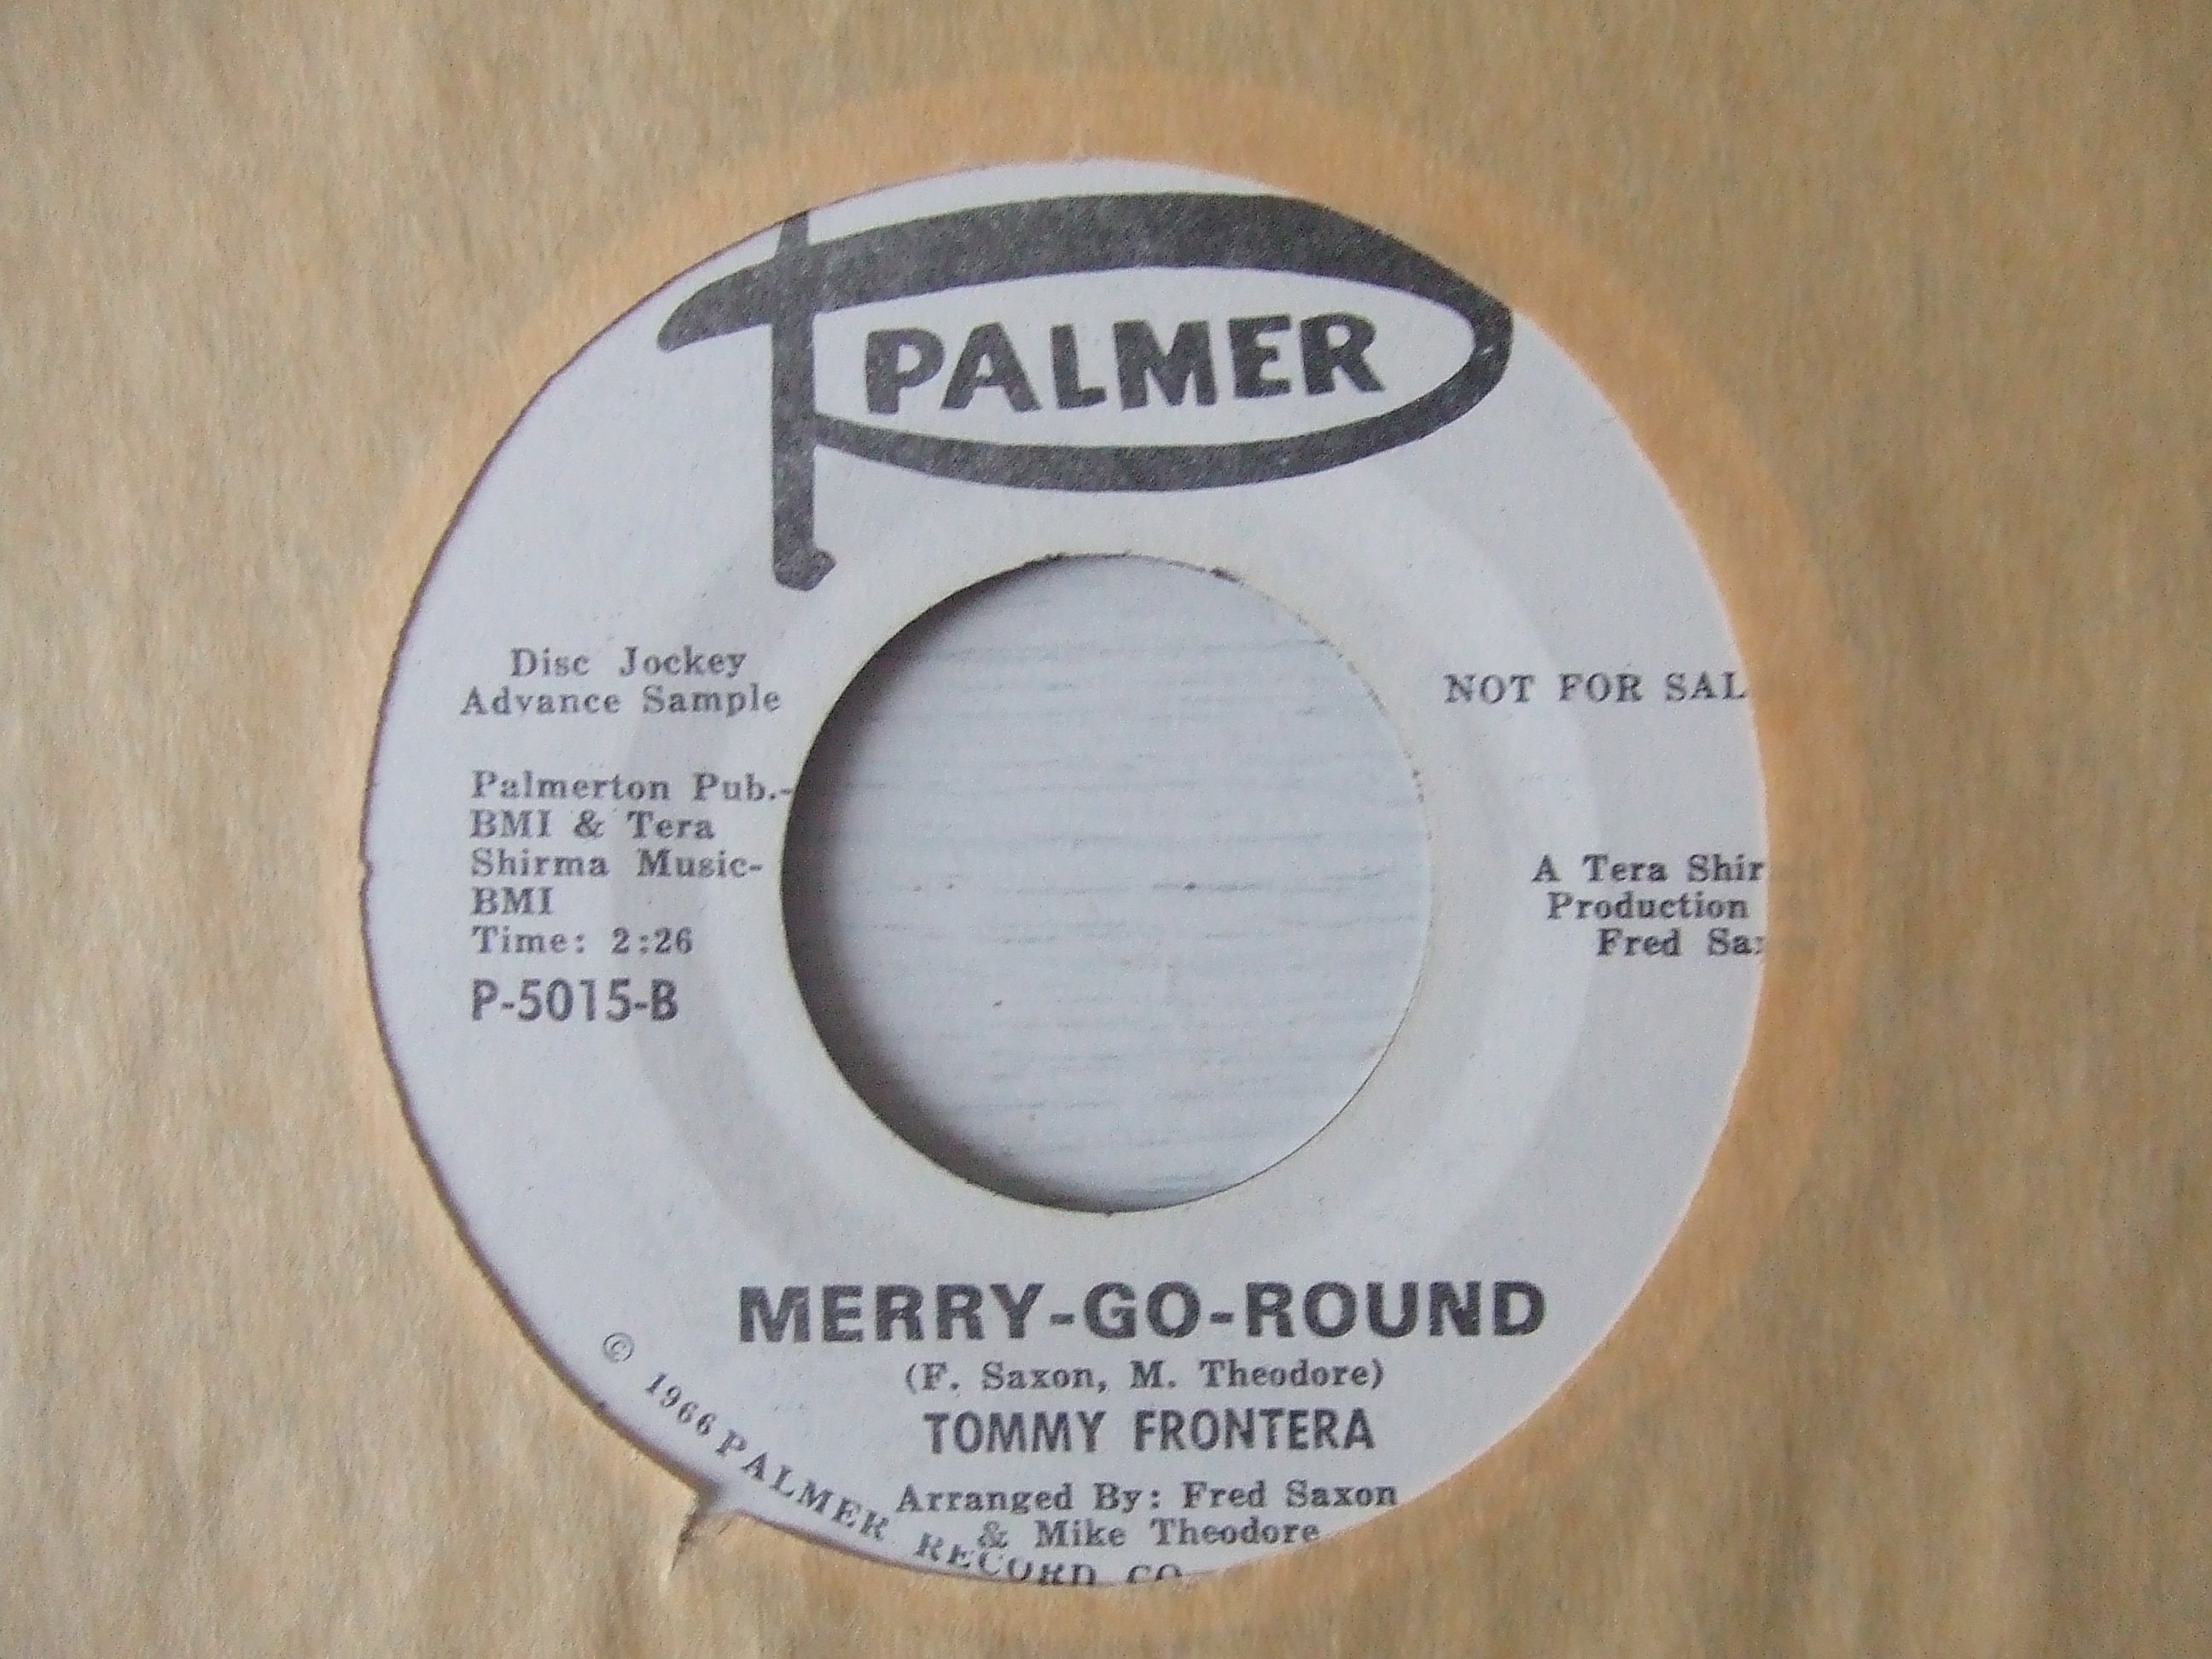 PALMER
Disc Jockey
Advance Sample
NOT FOR SAL
Palmerton Pub.-
BMI & Tera
Shirma Music-
BMI
Time: 2:26
P-5015-B
A Tera Shir
Production
Fred Sa
MERRY-GO-ROUND
(F. Saxon, M. Theodore)
TOMMY FRONTERA
Arranged By: Fred Saxon
& Mike Theodore
© 1966 PALMER RECORD CO